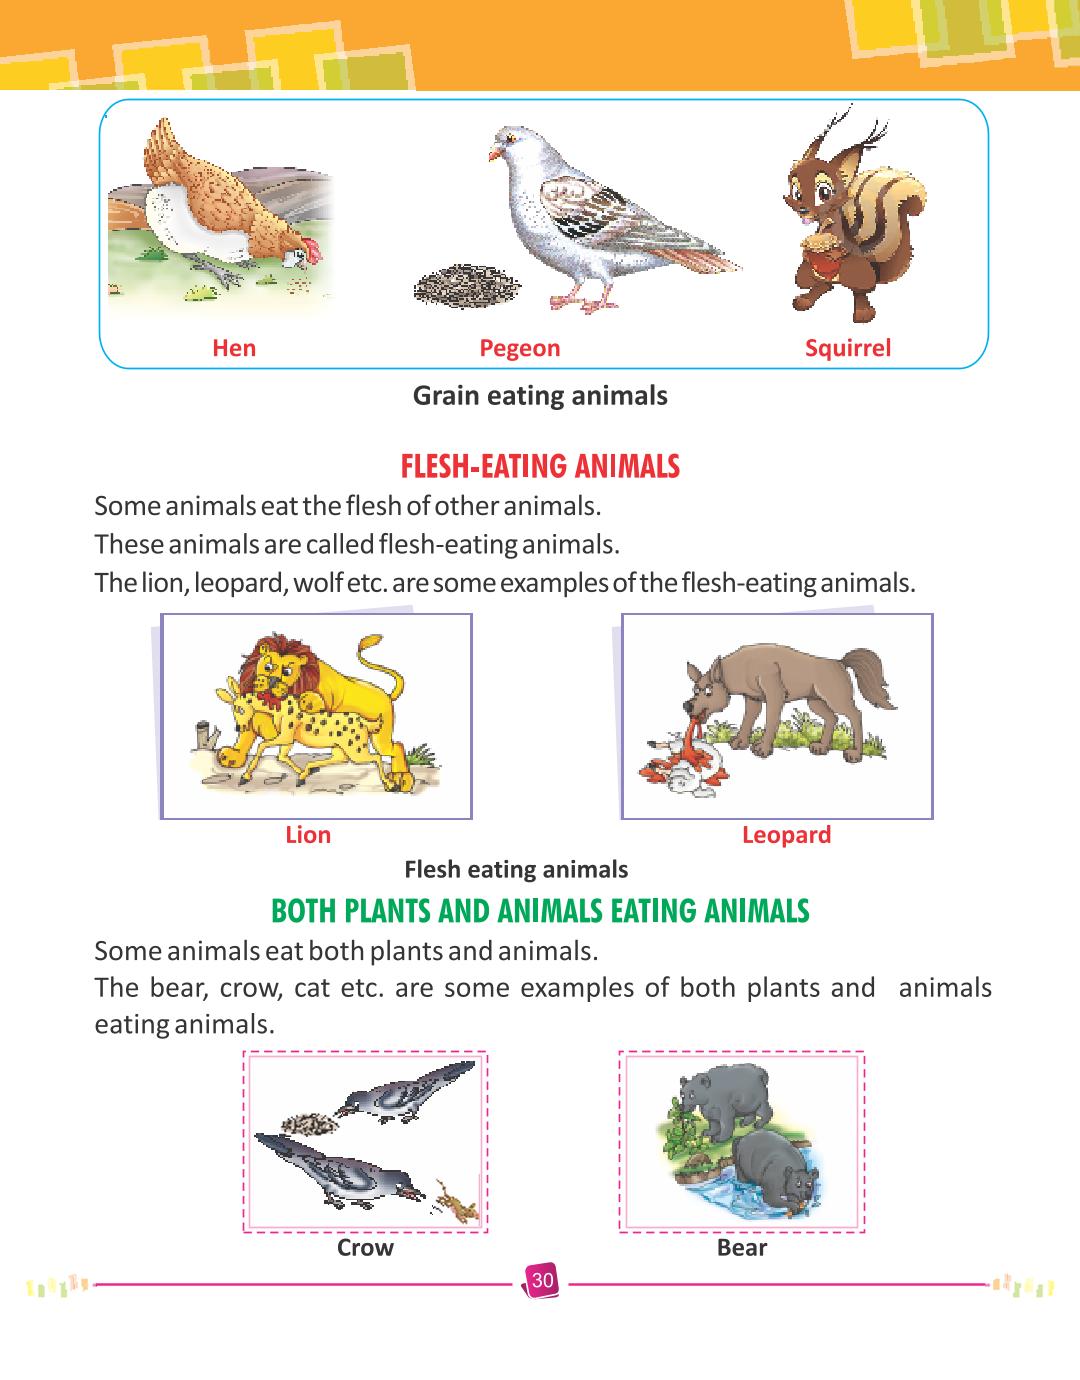 Hen Pegeon Squirrel
Grain eating animals
FLESH-EATING ANIMALS
Some animals eat the flesh of other animals.
These animals are called flesh-eating animals.
The lion, leopard, wolf etc. are some examples of the flesh-eating animals.
Lion Leopard
Flesh eating animals
BOTH PLANTS AND ANIMALS EATING ANIMALS
Some animals eat both plants and animals.
The bear, crow, cat etc. are some examples of both plants and animals
eating animals.
Crow Bear
30